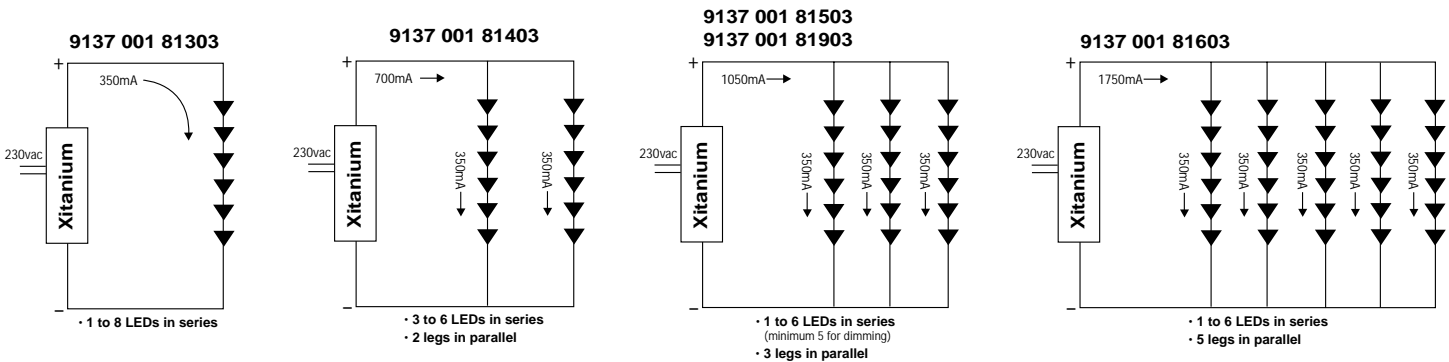 9137 001 81303
+
350mA
230vac
Xitanium
–
· 1 to 8 LEDs in series
9137 001 81403
+
700mA
230vac
Xitanium
350mA
350mA
–
· 3 to 6 LEDs in series
· 2 legs in parallel
9137 001 81503
9137 001 81903
+
1050mA
230vac
Xitanium
350mA
350mA
350mA
–
· 1 to 6 LEDs in series
(minimum 5 for dimming)
· 3 legs in parallel
9137 001 81603
+
1750mA
230vac
Xitanium
350mA
350mA
350mA
350mA
350mA
–
· 1 to 6 LEDs in series
· 5 legs in parallel